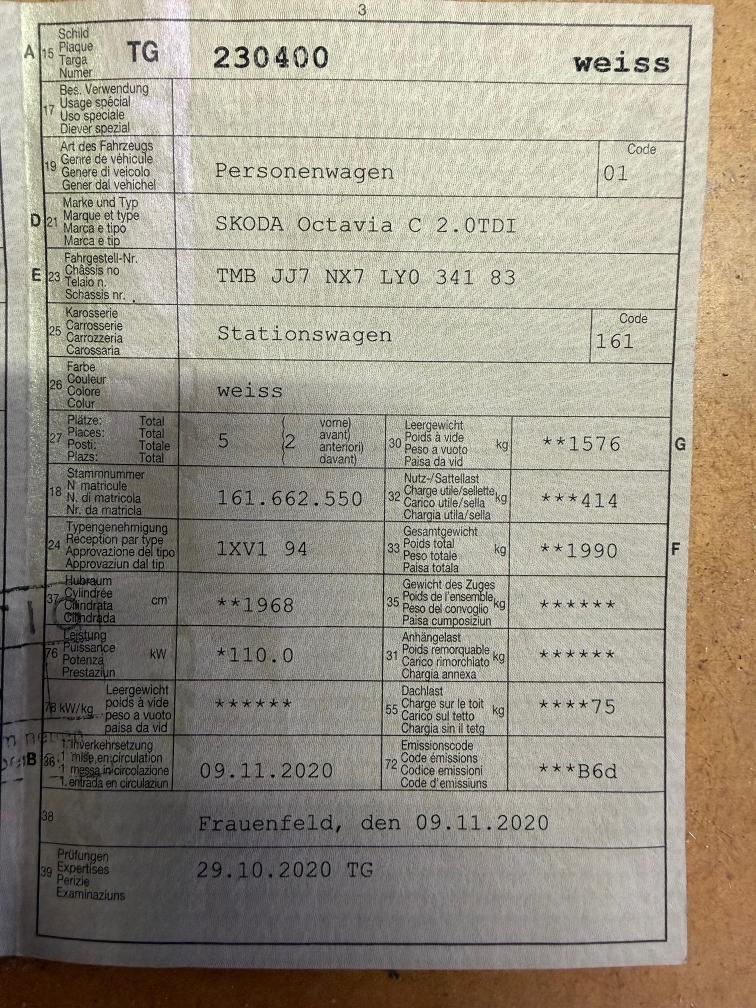 3
A 15 Schild
Plaque
Targa
Numer
TG 230400 weiss
17 Bes. Verwendung
Usage spécial
Uso speciale
Diever spezial
19 Art des Fahrzeugs
Genre de véhicule
Genere di veicolo
Gener dal vehichel
Personenwagen
Code
01
D 21 Marke und Typ
Marque et type
Marca e tipo
Marca e tip
SKODA Octavia C 2.0TDI
E 23 Fahrgestell-Nr.
Châssis no
Telaio n.
Schassis nr.
TMB JJ7 NX7 LY0 341 83
25 Karosserie
Carrosserie
Carrozzeria
Carossaria
Stationswagen
Code
161
26 Farbe
Couleur
Colore
Colur
weiss
27 Plätze: Total
Places: Total
Posti: Totale
Plazs: Total
5 (2 vorne)
avant)
anteriori)
davant)
30 Leergewicht
Poids à vide
Peso a vuoto
Paisa da vid
kg **1576 G
18 Stammnummer
N matricule
N. di matricola
Nr. da matricla
161.662.550
32 Nutz-/Sattellast
Charge utile/sellette
Carico utile/sella
Chargia utila/sella
kg ***414
24 Typengenehmigung
Réception par type
Approvazione del tipo
Approvaziun dal tip
1XV1 94
33 Gesamtgewicht
Poids total
Peso totale
Paisa totala
kg **1990 F
37 Hubraum
Cylindrée
Cilindrata
Cilindrada
cm **1968
35 Gewicht des Zuges
Poids de l'ensemble
Peso del convoglio
Paisa cumposiziun
kg ******
76 Leistung
Puissance
Potenza
Prestaziun
kW *110.0
31 Anhängelast
Poids remorquable
Carico rimorchiato
Chargia annexa
kg ******
78 kW/kg Leergewicht
poids à vide
peso a vuoto
paisa da vid
******
55 Dachlast
Charge sur le toit
Carico sul tetto
Chargia sin il tetg
kg ****75
B 36 1. Inverkehrsetzung
1. mise en circulation
1. messa in circolazione
1. entrada en circulaziun
09.11.2020
72 Emissionscode
Code émissions
Codice emissioni
Code d'emissiuns
***B6d
38 Frauenfeld, den 09.11.2020
39 Prüfungen
Expertises
Perizie
Examinaziuns
29.10.2020 TG